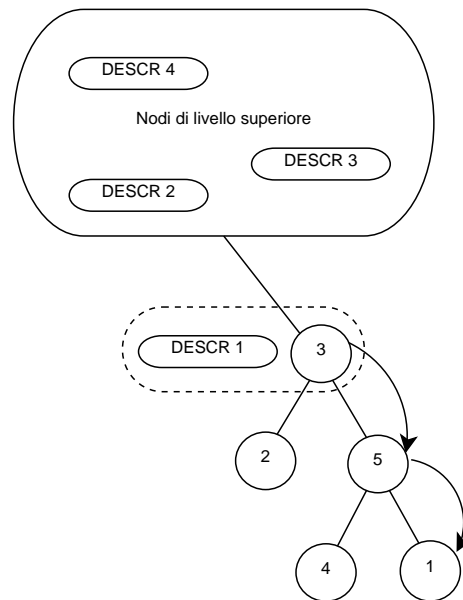 DESCR 4
Nodi di livello superiore
DESCR 3
DESCR 2
DESCR 1
3
2
5
4
1